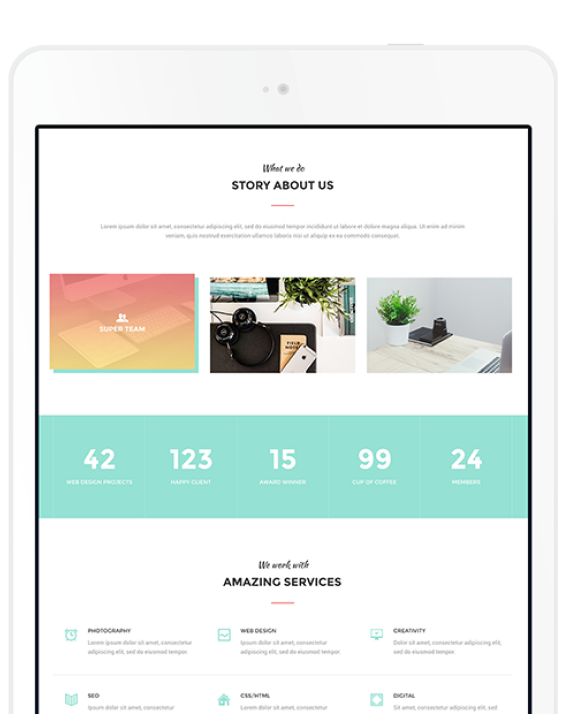 What we do
STORY ABOUT US
Lorem ipsum dolor sit amet, consectetur adipiscing elit, sed do eiusmod tempor incididunt ut labore et dolore magna aliqua. Ut enim ad minim
veniam, quis nostrud exercitation ullamco laboris nisi ut aliquip ex ea commodo consequat.
SUPER TEAM
FIELD
NOTES
42
123
15
99
24
WEB DESIGN PROJECTS
HAPPY CLIENT
AWARD WINNER
CUP OF COFFEE
MEMBERS
We work with
AMAZING SERVICES
PHOTOGRAPHY
Lorem ipsum dolor sit amet, consectetur
adipiscing elit, sed do eiusmod tempor.
WEB DESIGN
Ipsum dolor sit amet, consectetur
adipiscing elit, sed do eiusmod tempor.
CREATIVITY
Dolor sit amet, consectetur adipiscing elit,
sed do eiusmod tempor.
SEO
Ipsum dolor sit amet, consectetur
CSS/HTML
Lorem ipsum dolor sit amet, consectetur
DIGITAL
Sit amet, consectetur adipiscing elit, sed